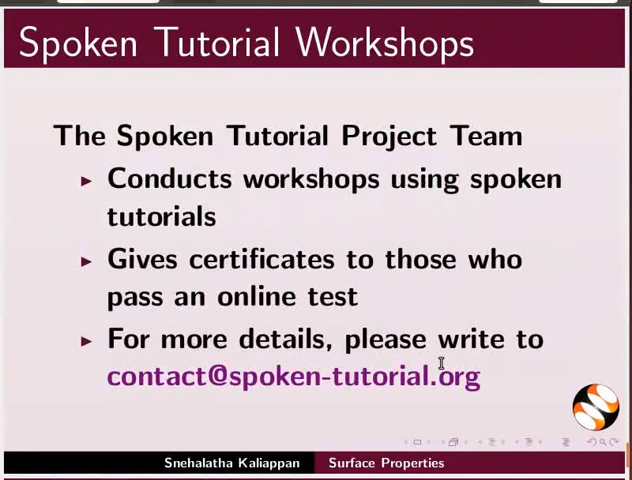 Spoken Tutorial Workshops
The Spoken Tutorial Project Team
Conducts workshops using spoken
tutorials
Gives certificates to those who
pass an online test
For more details, please write to
contact@spoken-tutorial.org
Snehalatha Kaliappan Surface Properties